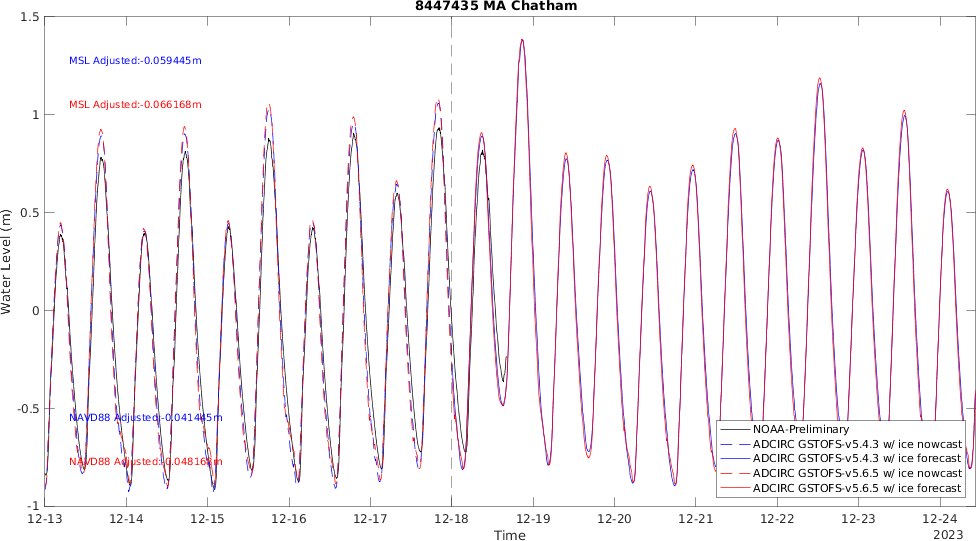 8447435 MA Chatham
1.5
1
0.5
0
-0.5
-1
Water Level (m)
MSL Adjusted:-0.059445m
MSL Adjusted:-0.066168m
NAVD88 Adjusted:-0.041445m
NAVD88 Adjusted:-0.048168m
NOAA-Preliminary
ADCIRC GSTOFS-v5.4.3 w/ ice nowcast
ADCIRC GSTOFS-v5.4.3 w/ ice forecast
ADCIRC GSTOFS-v5.6.5 w/ ice nowcast
ADCIRC GSTOFS-v5.6.5 w/ ice forecast
12-13 12-14 12-15 12-16 12-17 12-18 12-19 12-20 12-21 12-22 12-23 12-24
Time
2023